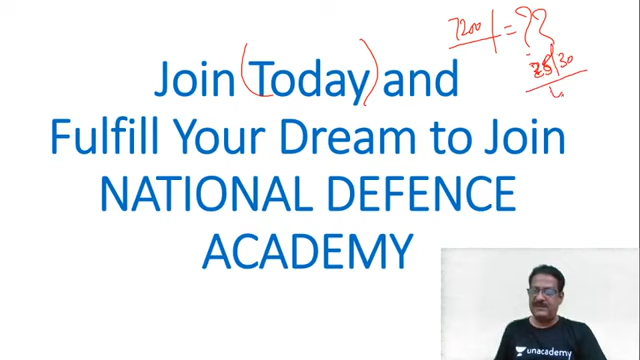 7200/- = ??
30
Join (Today) and
Fulfill Your Dream to Join
NATIONAL DEFENCE
ACADEMY
unacademy